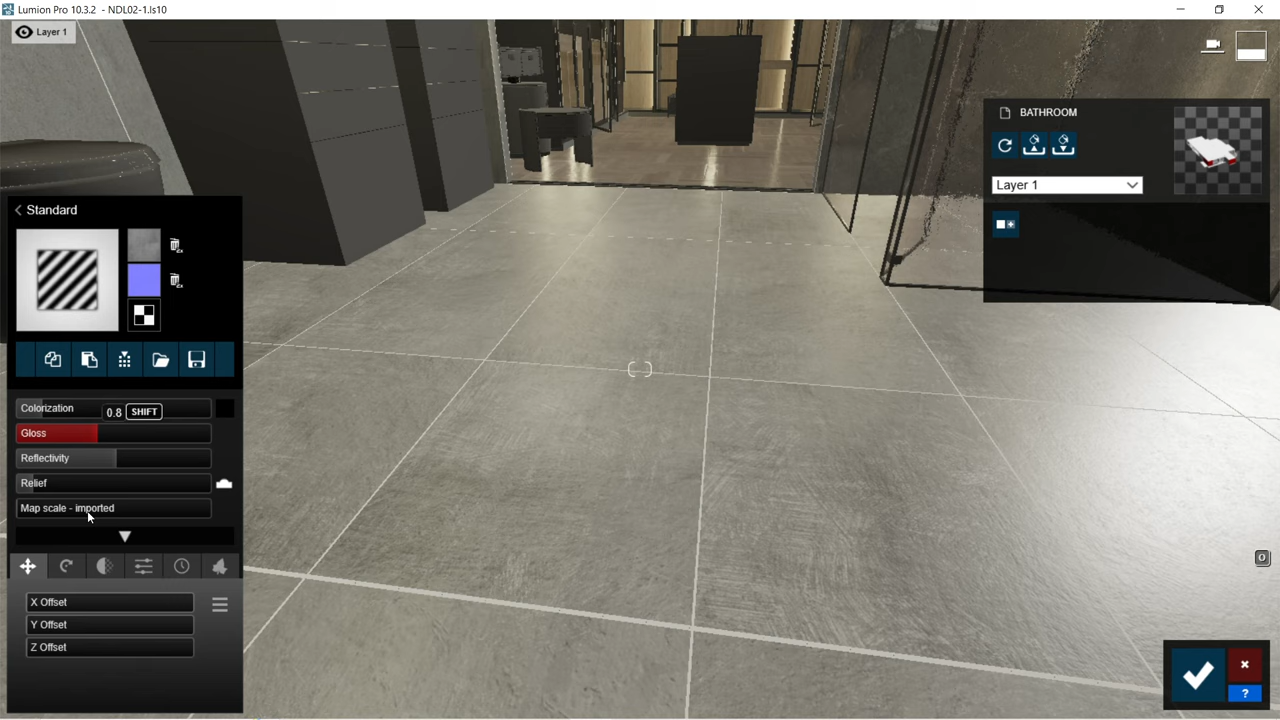 Lumion Pro 10.3.2 - NDL02-1.ls10
Layer 1
BATHROOM
Layer 1
Standard
Colorization
0.8 SHIFT
Gloss
Reflectivity
Relief
Map scale - imported
X Offset
Y Offset
Z Offset
O
?